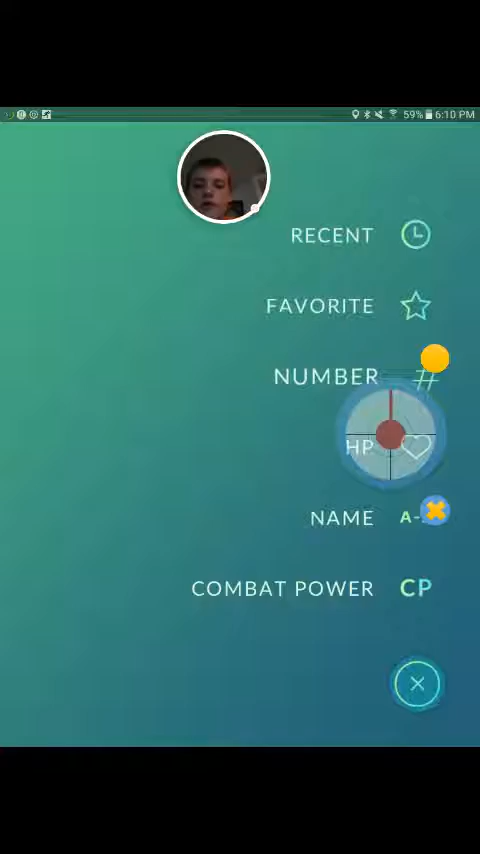 59% 6:10 PM
RECENT
FAVORITE
NUMBER #
HP
NAME A-
COMBAT POWER CP